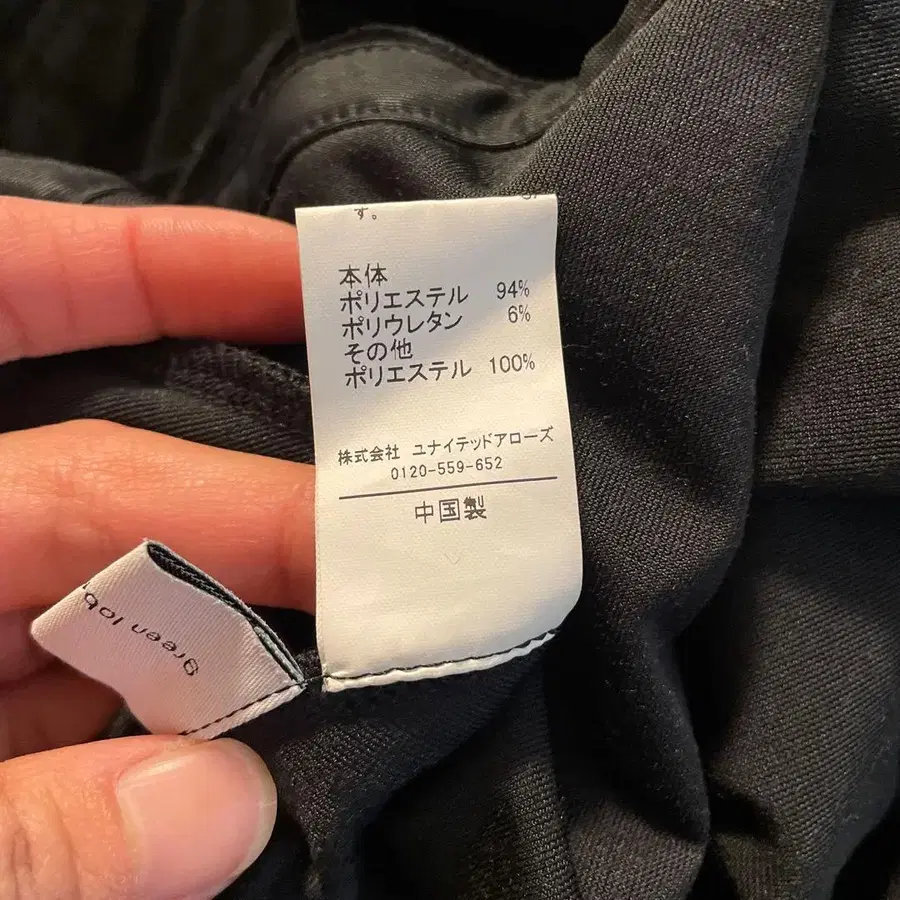 す。
本体
ポリエステル 94%
ポリウレタン 6%
その他
ポリエステル 100%
株式会社 ユナイテッドアローズ
0120-559-652
中国製
green